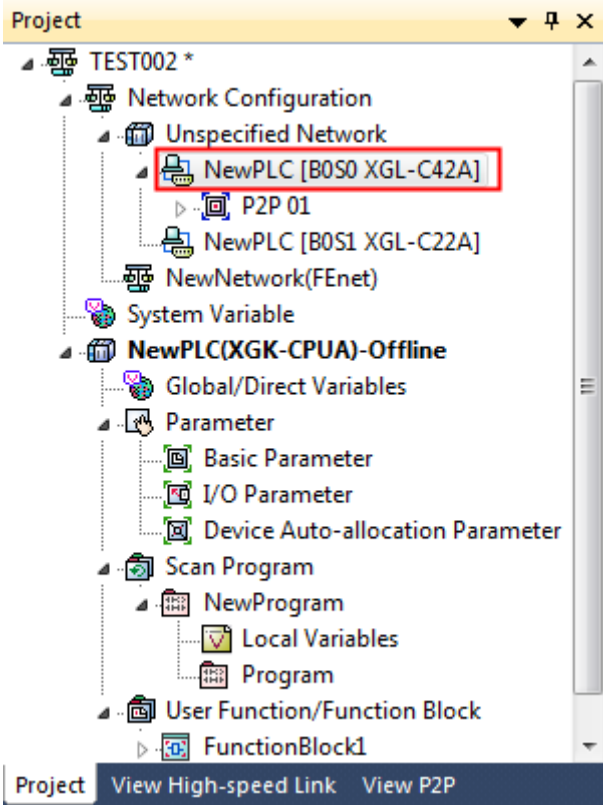 Project
TEST002 *
Network Configuration
Unspecified Network
NewPLC [B0S0 XGL-C42A]
P2P 01
NewPLC [B0S1 XGL-C22A]
NewNetwork(FEnet)
System Variable
NewPLC(XGK-CPUA)-Offline
Global/Direct Variables
Parameter
Basic Parameter
I/O Parameter
Device Auto-allocation Parameter
Scan Program
NewProgram
Local Variables
Program
User Function/Function Block
FunctionBlock1
Project View High-speed Link View P2P